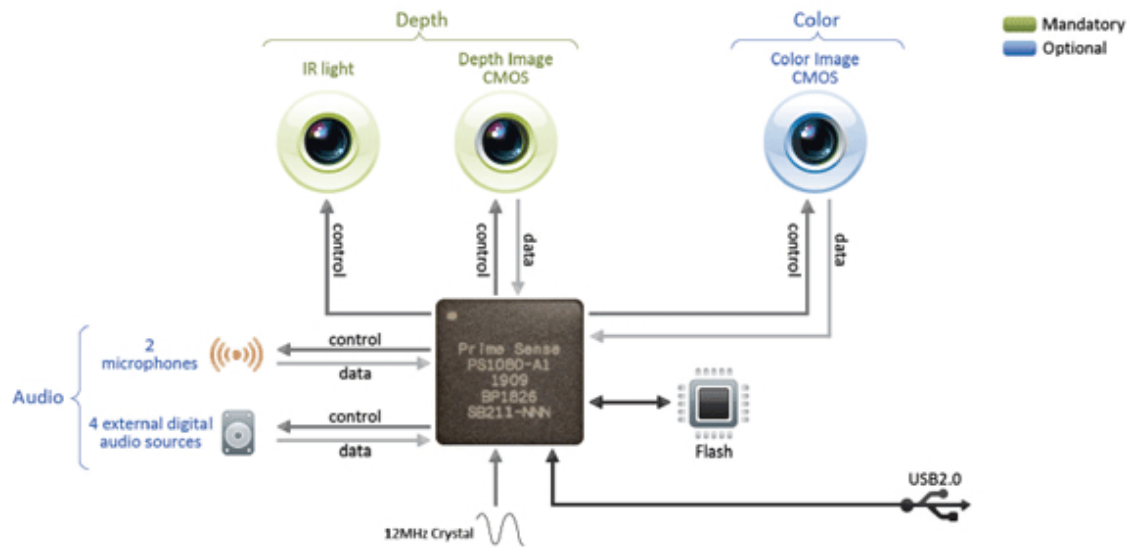 Depth
Color
Mandatory
Optional
IR light
Depth Image
CMOS
Color Image
CMOS
control
control
data
control
data
Audio
2
microphones
control
data
4 external digital
audio sources
control
data
Prime Sense
PS1080-A1
1909
BP1826
SB211-NNN
Flash
USB2.0
12MHz Crystal